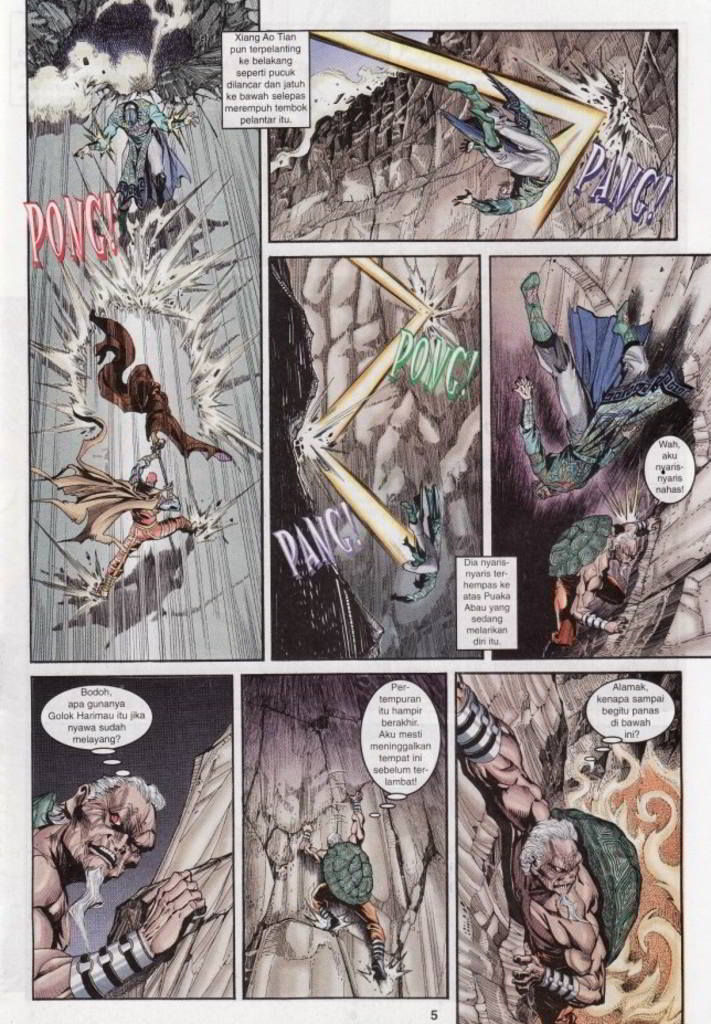 Xiang Ao Tian
pun terpelanting
ke belakang
seperti pucuk
dilancar dan jatuh
ke bawah selepas
merempuh tembok
pelantar itu.
PONG!
PANG!
PONG!
PANG!
Dia nyaris-
nyaris ter-
hempas ke
atas Puaka
Abau yang
sedang
melarikan
diri itu.
Wah,
aku
nyaris-
nyaris
nahas!
Bodoh,
apa gunanya
Golok Harimau itu jika
nyawa sudah
melayang?
Per-
tempuran
itu hampir
berakhir.
Aku mesti
meninggalkan
tempat ini
sebelum ter-
lambat!
Alamak,
kenapa sampai
begitu panas
di bawah
ini?
5